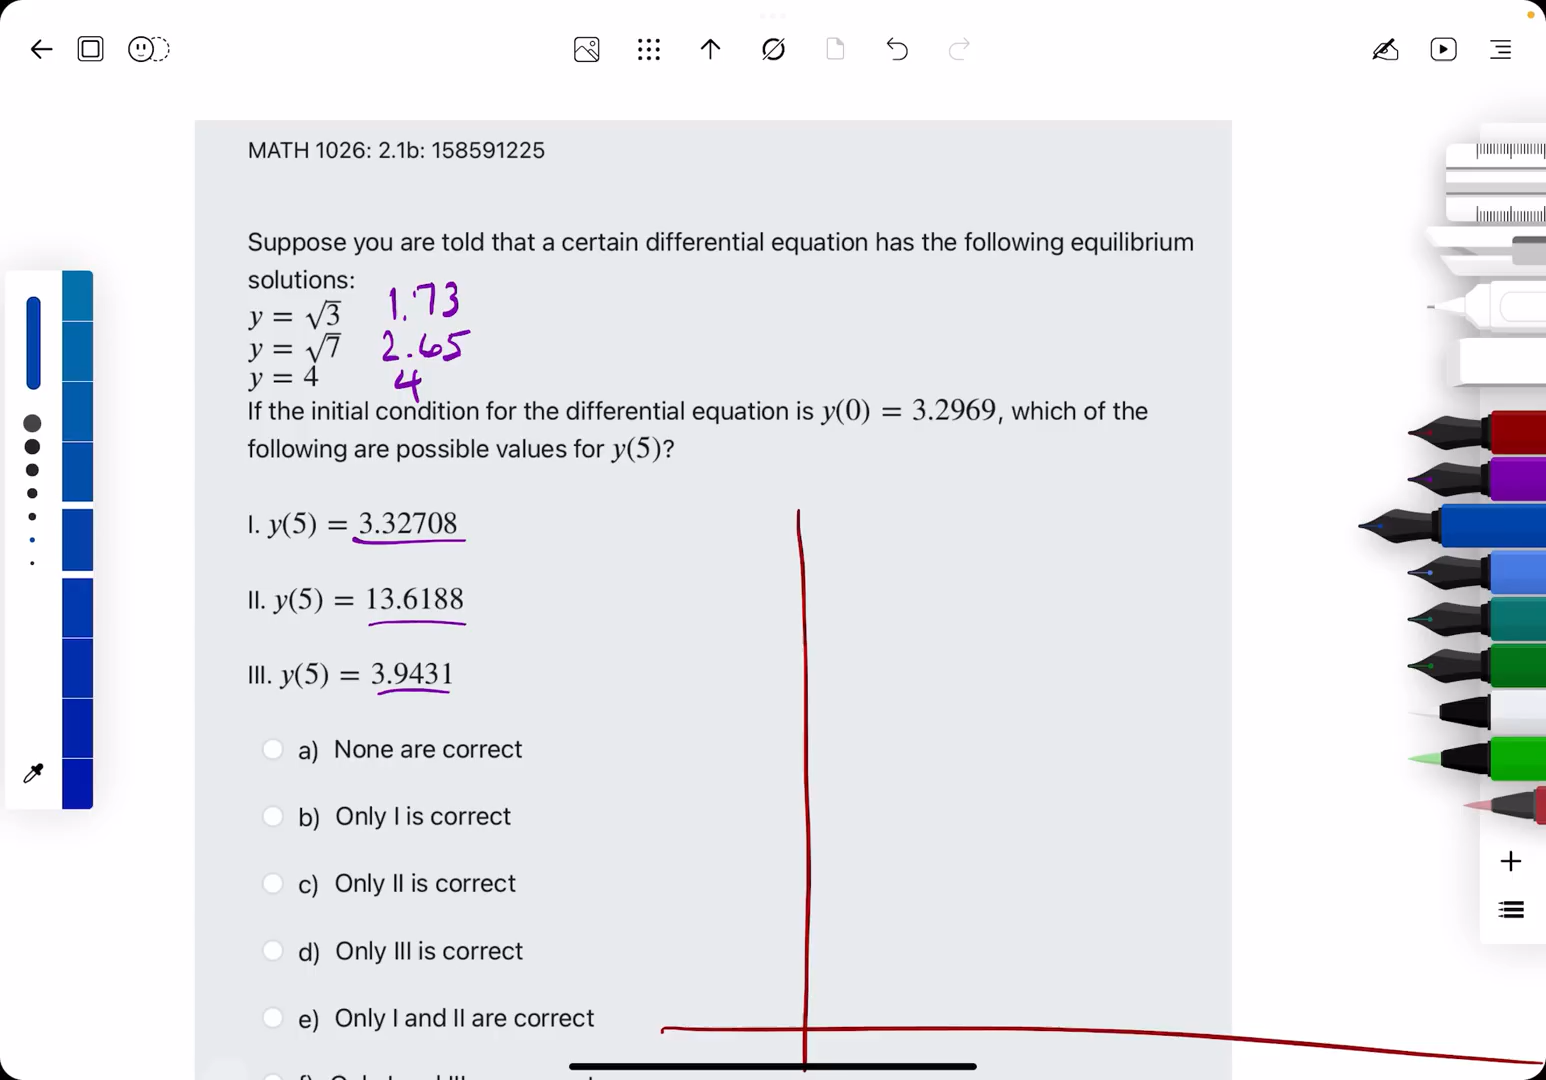 MATH 1026: 2.1b: 158591225
Suppose you are told that a certain differential equation has the following equilibrium
solutions:
y = √3 1.73
y = √7 2.65
y = 4 4
If the initial condition for the differential equation is y(0) = 3.2969, which of the
following are possible values for y(5)?
I. y(5) = 3.32708
II. y(5) = 13.6188
III. y(5) = 3.9431
a) None are correct
b) Only I is correct
c) Only II is correct
d) Only III is correct
e) Only I and II are correct